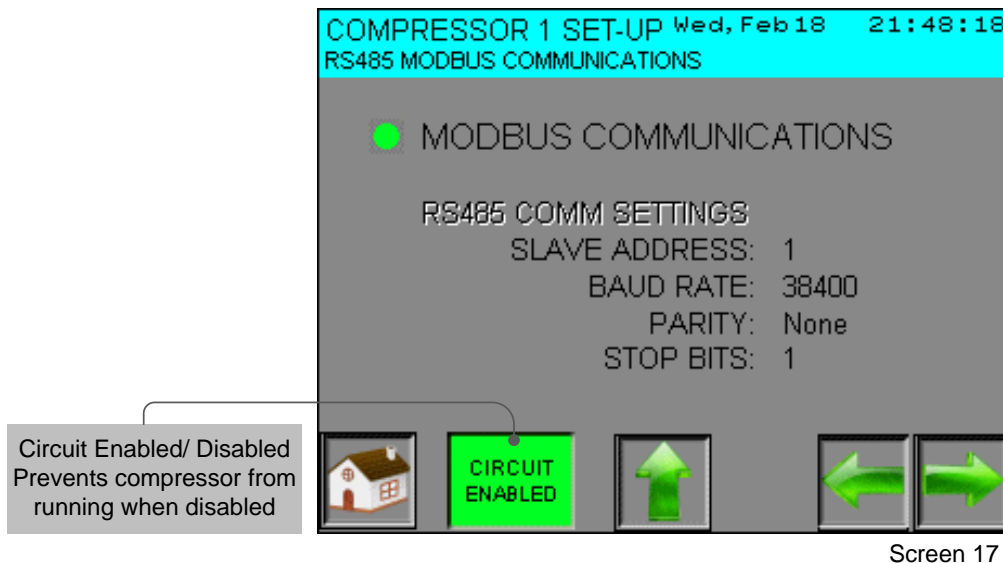 COMPRESSOR 1 SET-UP Wed, Feb 18 21:48:18
RS485 MODBUS COMMUNICATIONS
MODBUS COMMUNICATIONS
RS485 COMM SETTINGS
SLAVE ADDRESS: 1
BAUD RATE: 38400
PARITY: None
STOP BITS: 1
Circuit Enabled/ Disabled
Prevents compressor from
running when disabled
CIRCUIT
ENABLED
Screen 17